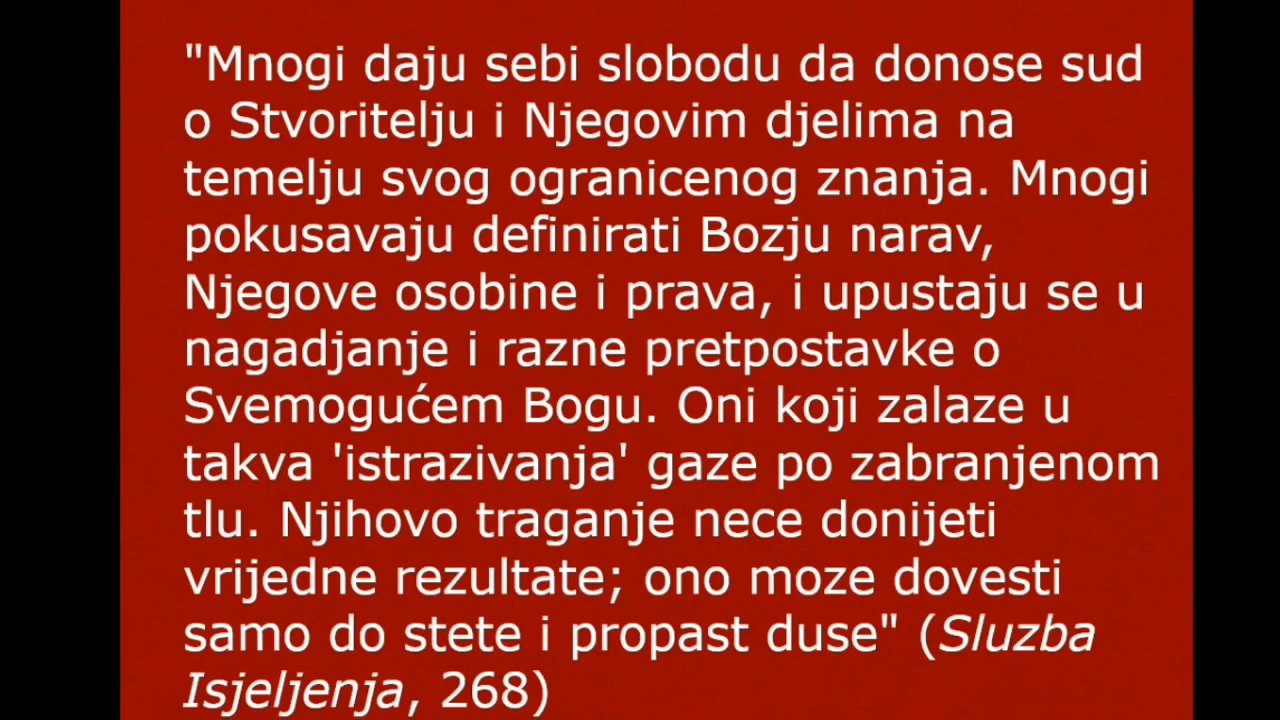 "Mnogi daju sebi slobodu da donose sud
o Stvoritelju i Njegovim djelima na
temelju svog ogranicenog znanja. Mnogi
pokusavaju definirati Bozju narav,
Njegove osobine i prava, i upustaju se u
nagadjanje i razne pretpostavke o
Svemogućem Bogu. Oni koji zalaze u
takva 'istrazivanja' gaze po zabranjenom
tlu. Njihovo traganje nece donijeti
vrijedne rezultate; ono moze dovesti
samo do stete i propast duse" (Sluzba
Isjeljenja, 268)